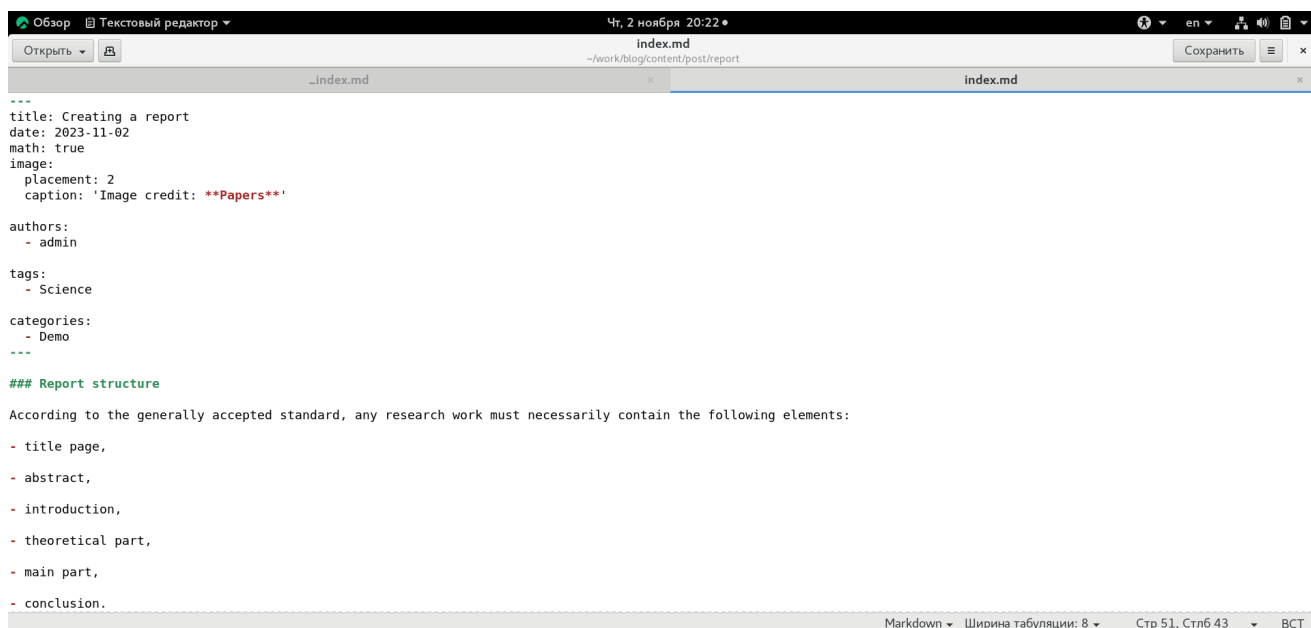 Обзор Текстовый редактор Чт, 2 ноября 20:22 en
Открыть index.md Сохранить
~/work/blog/content/post/report
_index.md index.md
---
title: Creating a report
date: 2023-11-02
math: true
image:
  placement: 2
  caption: 'Image credit: **Papers**'
authors:
  - admin
tags:
  - Science
categories:
  - Demo
---
### Report structure
According to the generally accepted standard, any research work must necessarily contain the following elements:
- title page,
- abstract,
- introduction,
- theoretical part,
- main part,
- conclusion.
Markdown Ширина табуляции: 8 Стр 51, Стлб 43 ВСТ